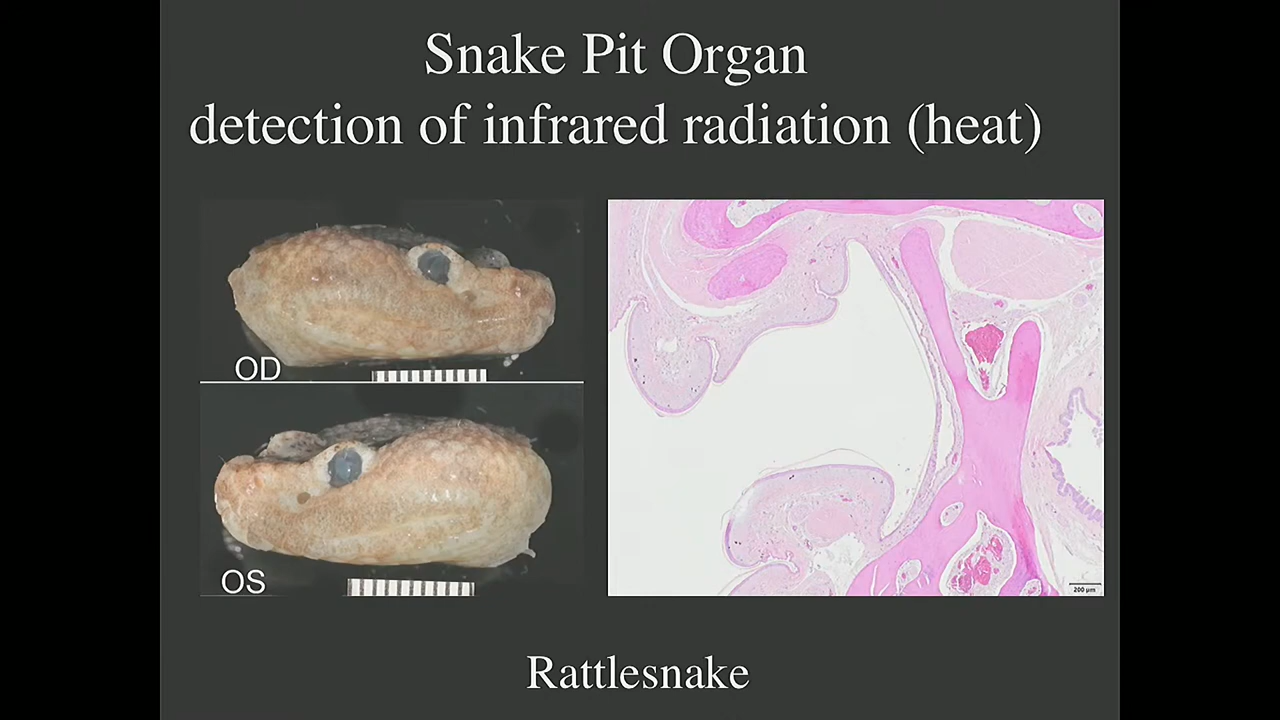 Snake Pit Organ
detection of infrared radiation (heat)
OD
OS
200 µm
Rattlesnake